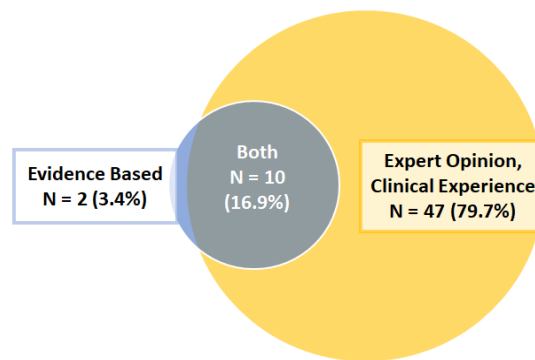 Evidence Based
N = 2 (3.4%)
Both
N = 10
(16.9%)
Expert Opinion,
Clinical Experience
N = 47 (79.7%)